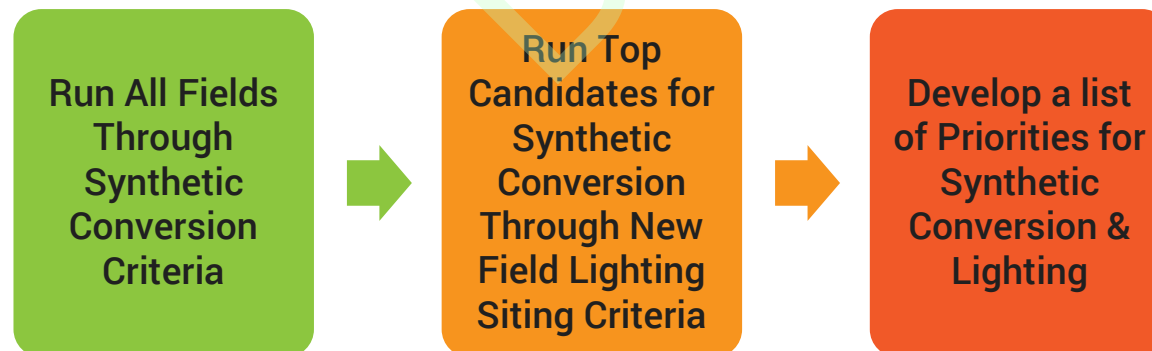 Run All Fields
Through
Synthetic
Conversion
Criteria
Run Top
Candidates for
Synthetic
Conversion
Through New
Field Lighting
Siting Criteria
Develop a list
of Priorities for
Synthetic
Conversion &
Lighting